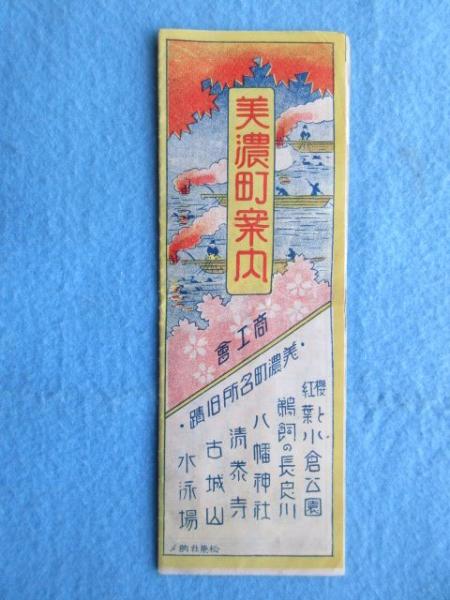 美濃町案内
商工會
・美濃町名所旧蹟・
櫻と紅葉小倉公園
鵜飼の長良川
八幡神社
清泰寺
古城山
水泳場